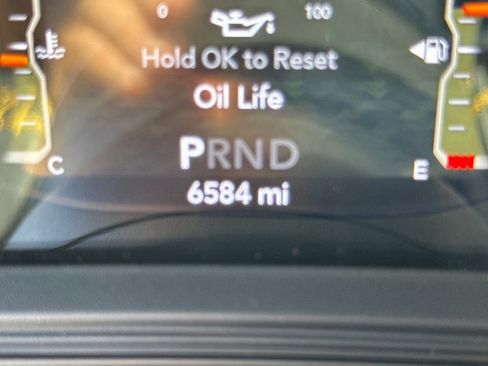 0 100
Hold OK to Reset
Oil Life
PRND
C E
6584 mi